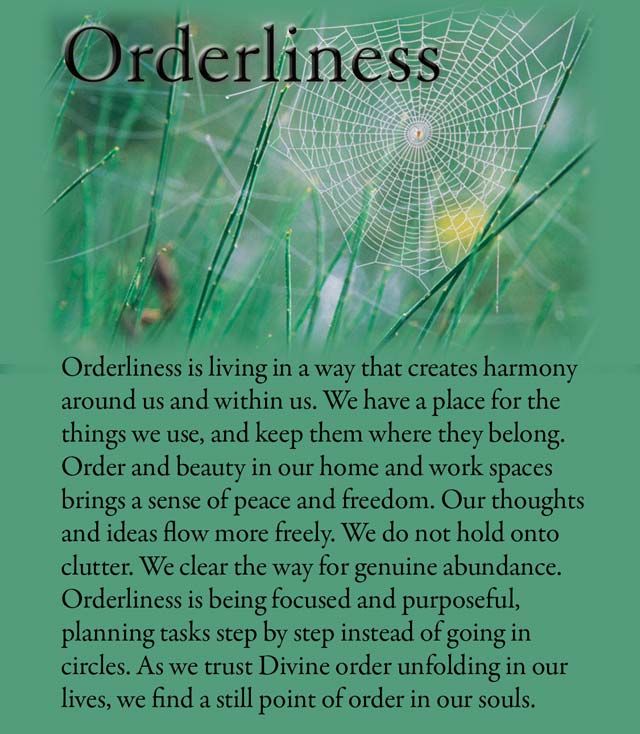 Orderliness
Orderliness is living in a way that creates harmony
around us and within us. We have a place for the
things we use, and keep them where they belong.
Order and beauty in our home and work spaces
brings a sense of peace and freedom. Our thoughts
and ideas flow more freely. We do not hold onto
clutter. We clear the way for genuine abundance.
Orderliness is being focused and purposeful,
planning tasks step by step instead of going in
circles. As we trust Divine order unfolding in our
lives, we find a still point of order in our souls.